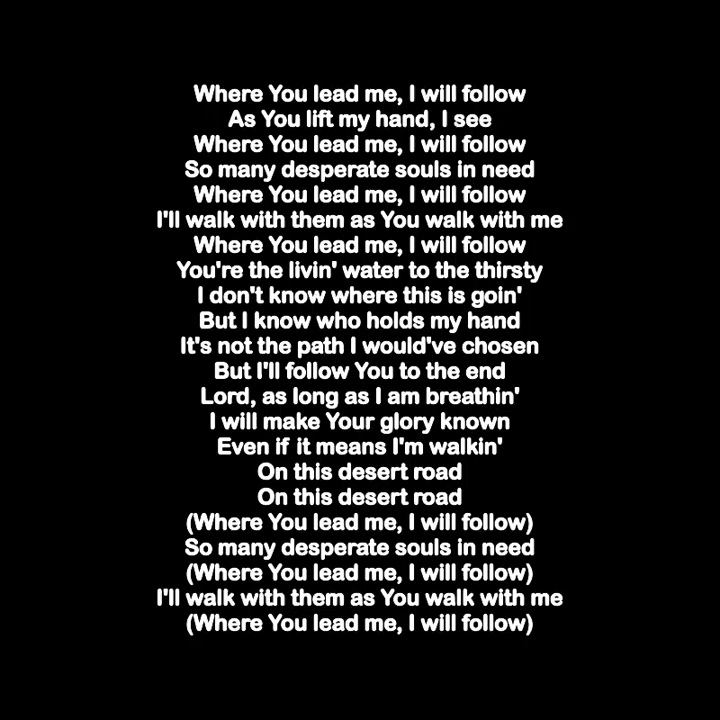 Where You lead me, I will follow
As You lift my hand, I see
Where You lead me, I will follow
So many desperate souls in need
Where You lead me, I will follow
I'll walk with them as You walk with me
Where You lead me, I will follow
You're the livin' water to the thirsty
I don't know where this is goin'
But I know who holds my hand
It's not the path I would've chosen
But I'll follow You to the end
Lord, as long as I am breathin'
I will make Your glory known
Even if it means I'm walkin'
On this desert road
On this desert road
(Where You lead me, I will follow)
So many desperate souls in need
(Where You lead me, I will follow)
I'll walk with them as You walk with me
(Where You lead me, I will follow)